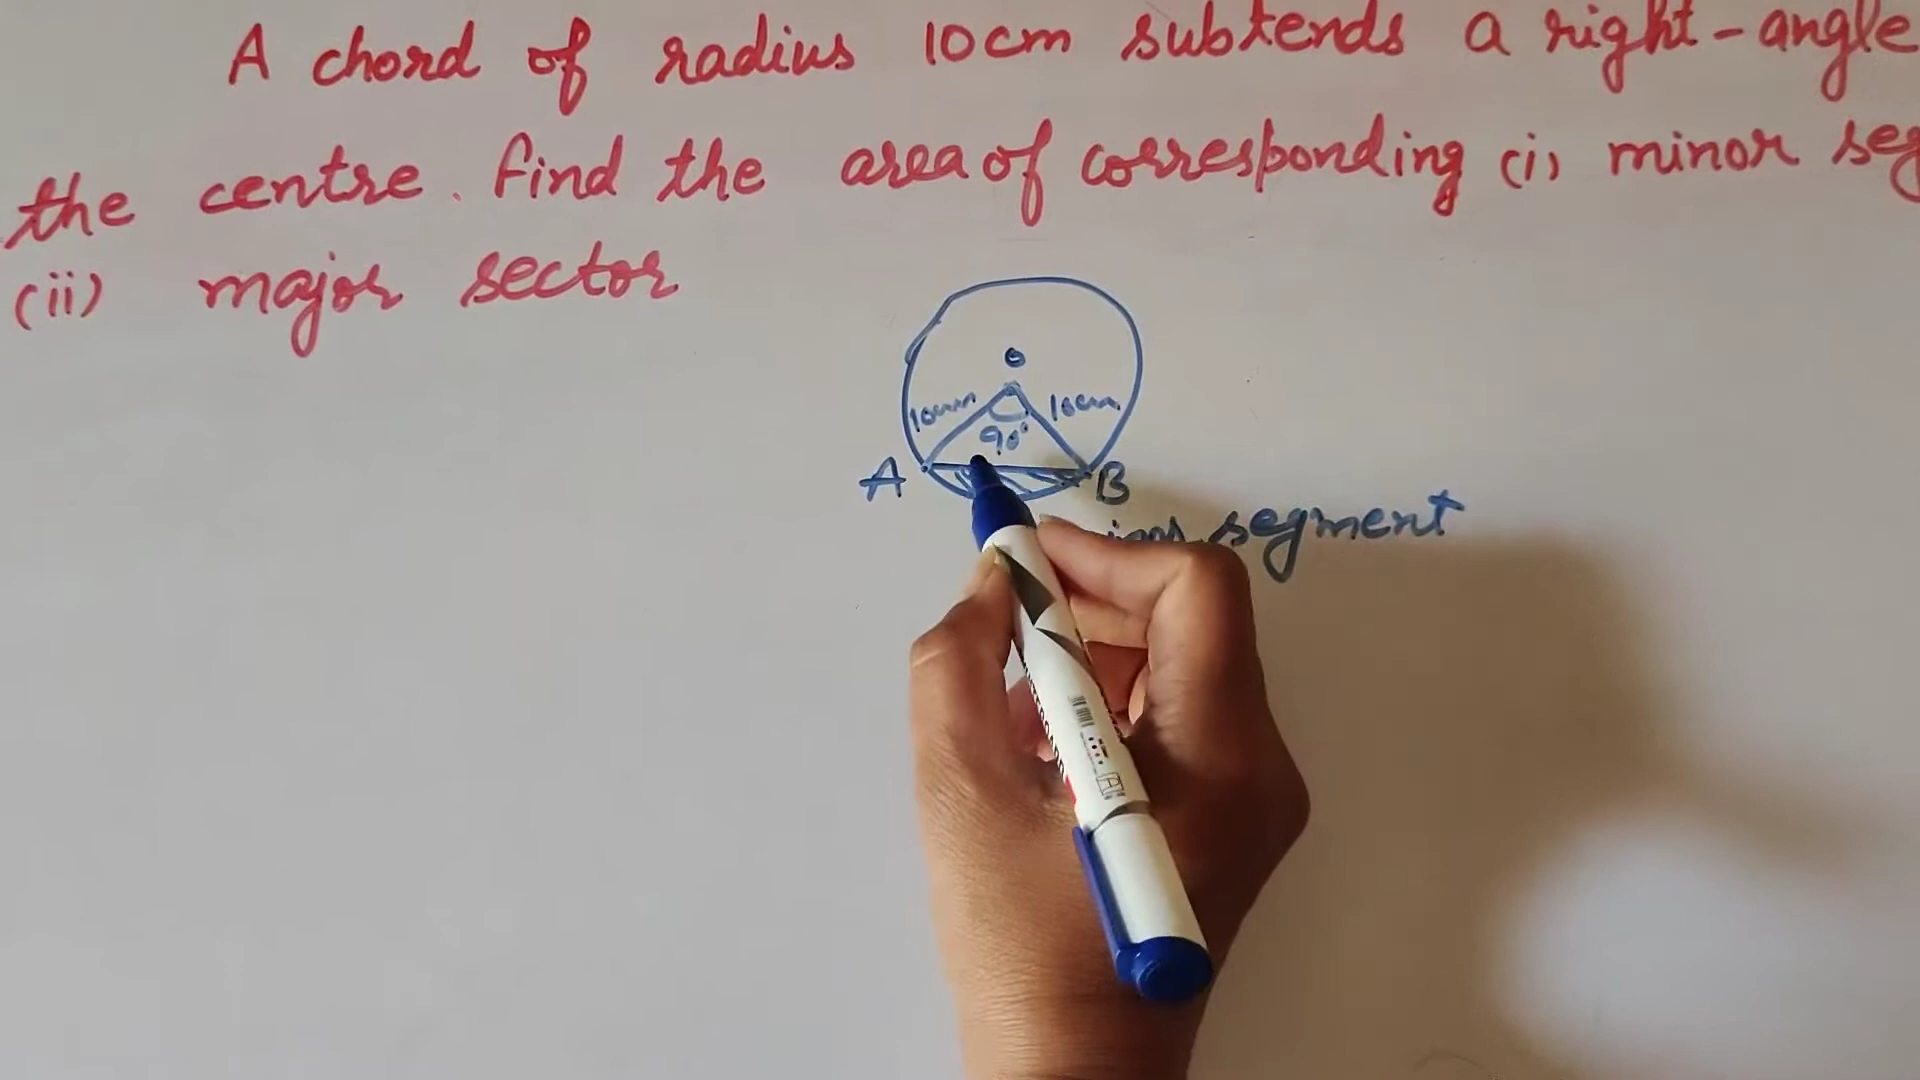 A chord of radius 10cm subtends a right-angle
the centre. find the area of corresponding (i) minor seg
(ii) major sector
10cm 10cm
90°
A B
segment